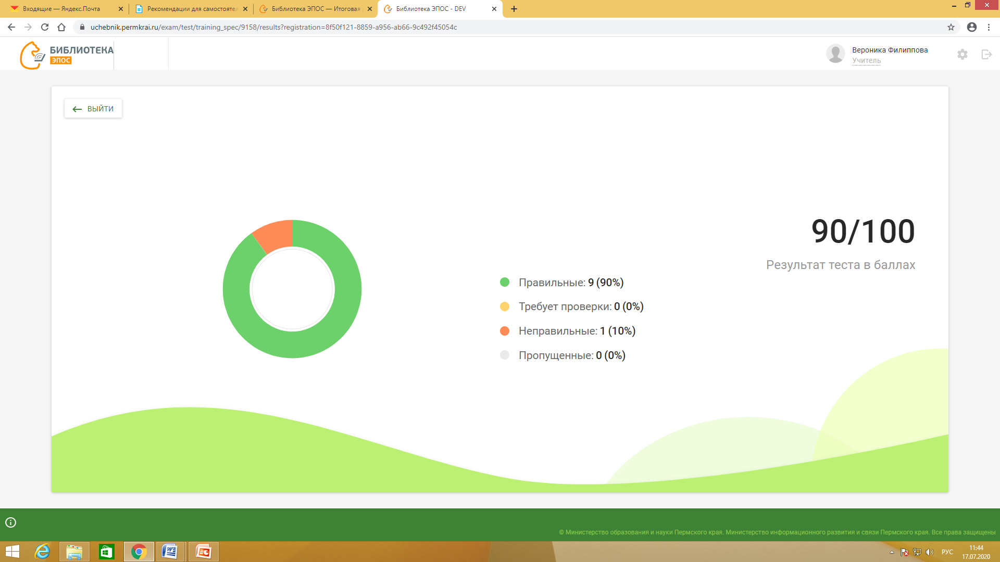 Входящие — Яндекс.Почта
Рекомендации для самостоятел
Библиотека ЭПОС — Итоговая
Библиотека ЭПОС - DEV
uchebnik.permkrai.ru/exam/test/training_spec/9158/results?registration=8f50f121-8859-a956-ab66-9c492f45054c
БИБЛИОТЕКА
ЭПОС
Вероника Филиппова
Учитель
ВЫЙТИ
90/100
Результат теста в баллах
Правильные: 9 (90%)
Требует проверки: 0 (0%)
Неправильные: 1 (10%)
Пропущенные: 0 (0%)
© Министерство образования и науки Пермского края. Министерство информационного развития и связи Пермского края. Все права защищены
РУС
11:44
17.07.2020